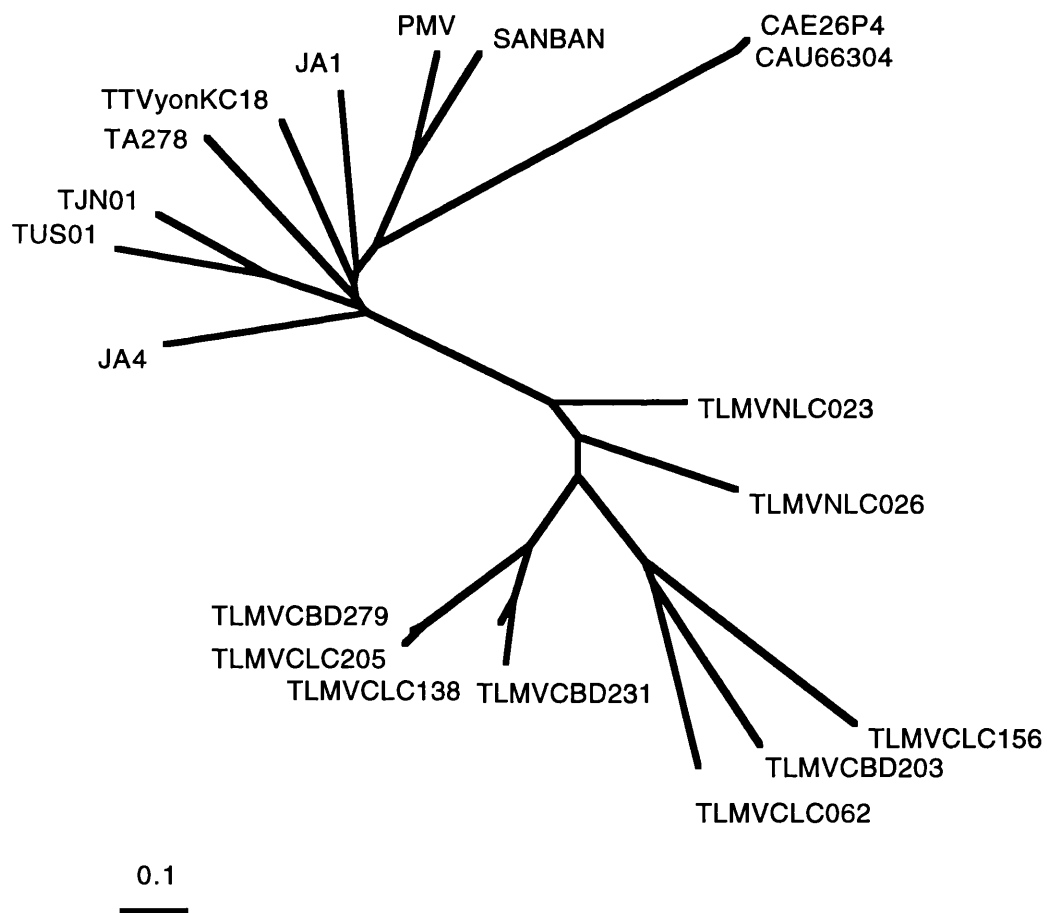 PMV
SANBAN
CAE26P4
CAU66304
JA1
TTVyonKC18
TA278
TJN01
TUS01
JA4
TLMVNLC023
TLMVNLC026
TLMVCBD279
TLMVCLC205
TLMVCLC138
TLMVCBD231
TLMVCLC156
TLMVCBD203
TLMVCLC062
0.1